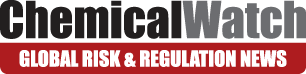 ChemicalWatch
GLOBAL RISK & REGULATION NEWS